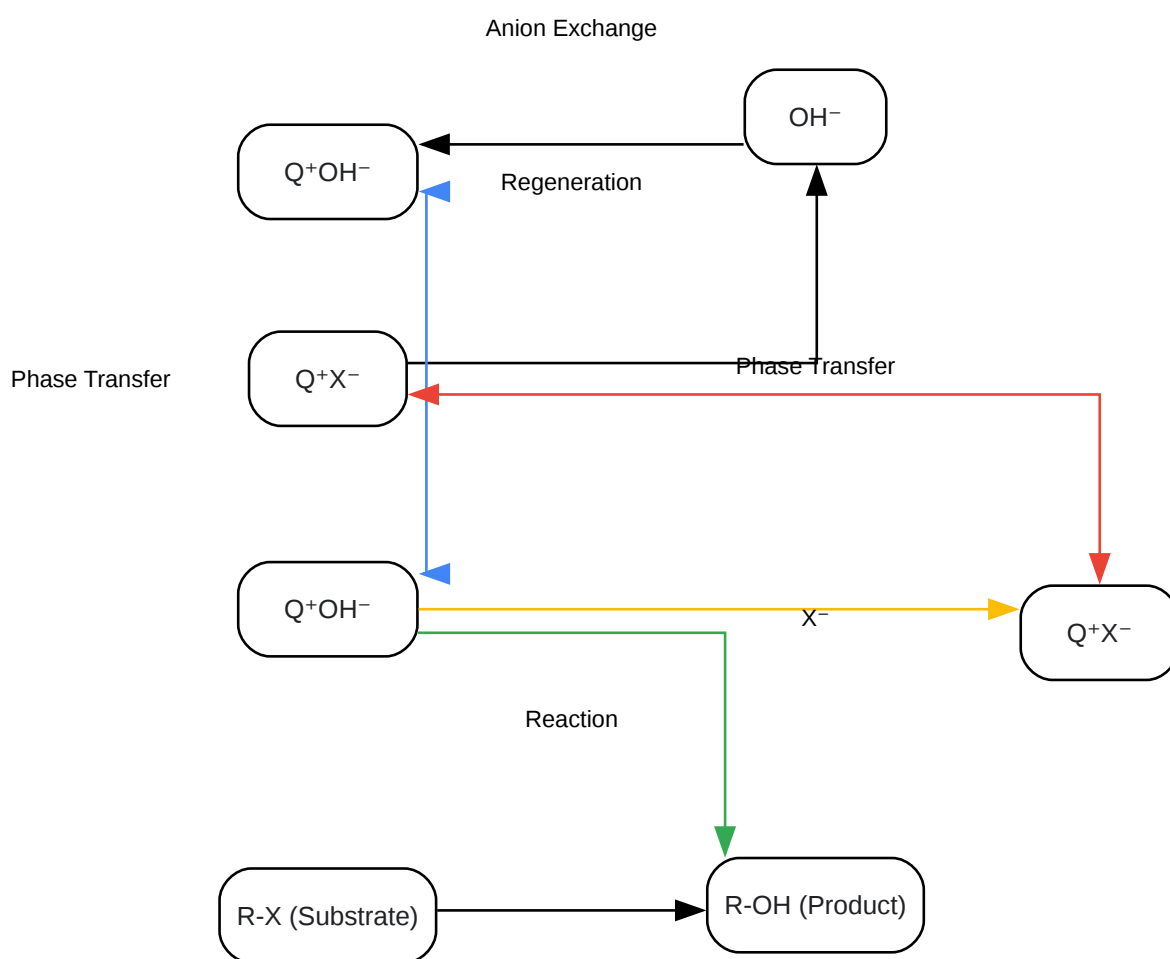 Anion Exchange
OH⁻
Q⁺OH⁻
Regeneration
Phase Transfer
Q⁺X⁻
Phase Transfer
Q⁺OH⁻
X⁻
Q⁺X⁻
Reaction
R-X (Substrate)
R-OH (Product)